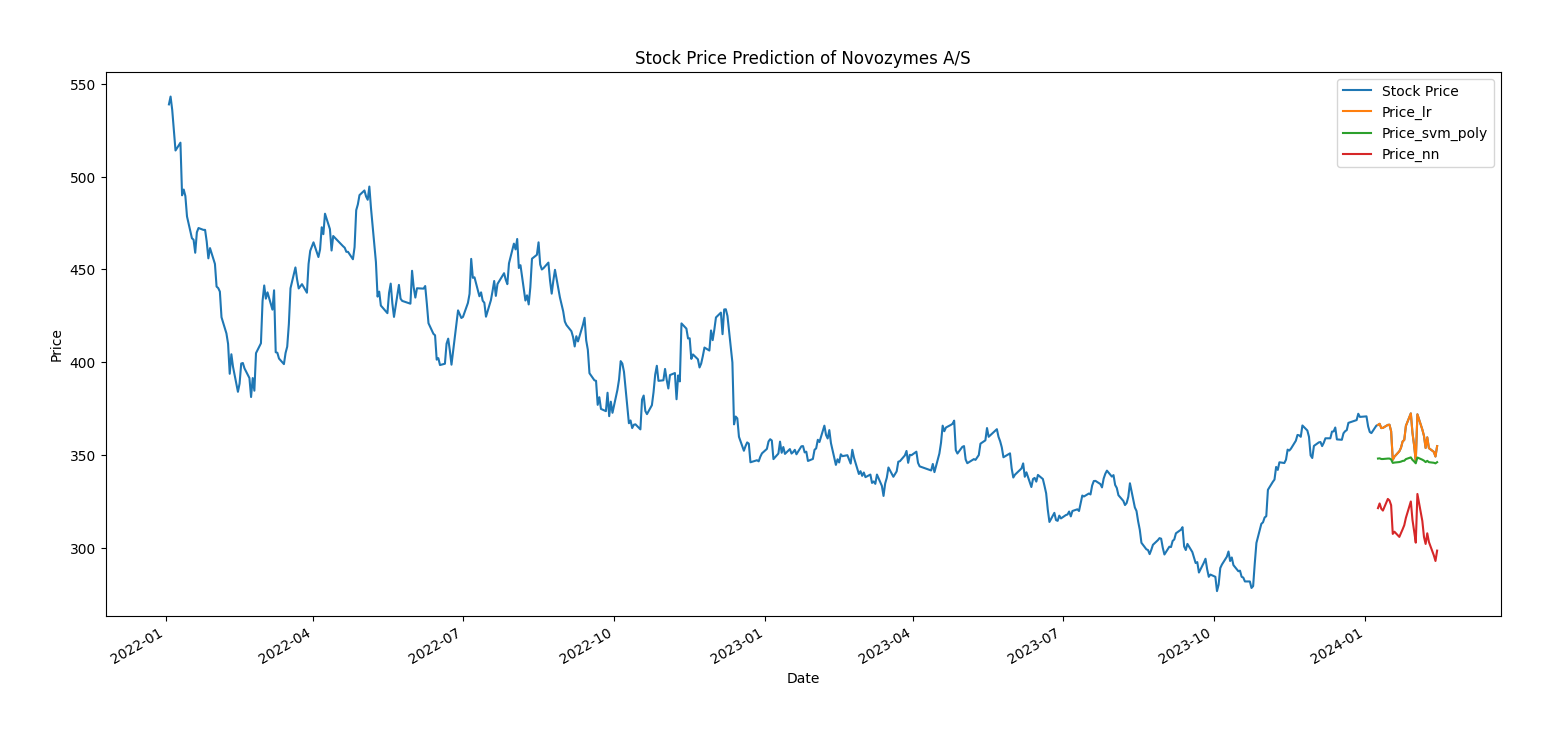 Stock Price Prediction of Novozymes A/S
Stock Price
Price_lr
Price_svm_poly
Price_nn
Price
550
500
450
400
350
300
2022-01
2022-04
2022-07
2022-10
2023-01
2023-04
2023-07
2023-10
2024-01
Date